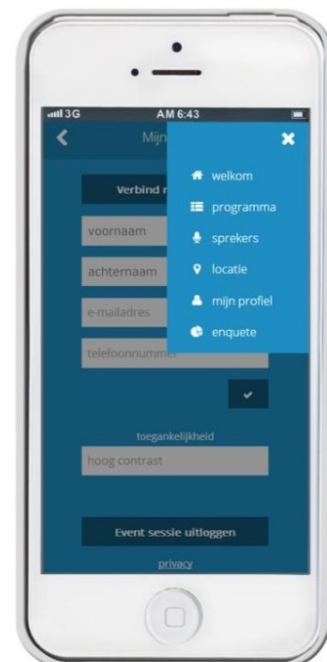 3G AM 6:43
Mijn
welkom
programma
sprekers
locatie
mijn profiel
enquete
Verbind
voornaam
achternaam
e-mailadres
telefoonnummer
toegankelijkheid
hoog contrast
Event sessie uitloggen
privacy